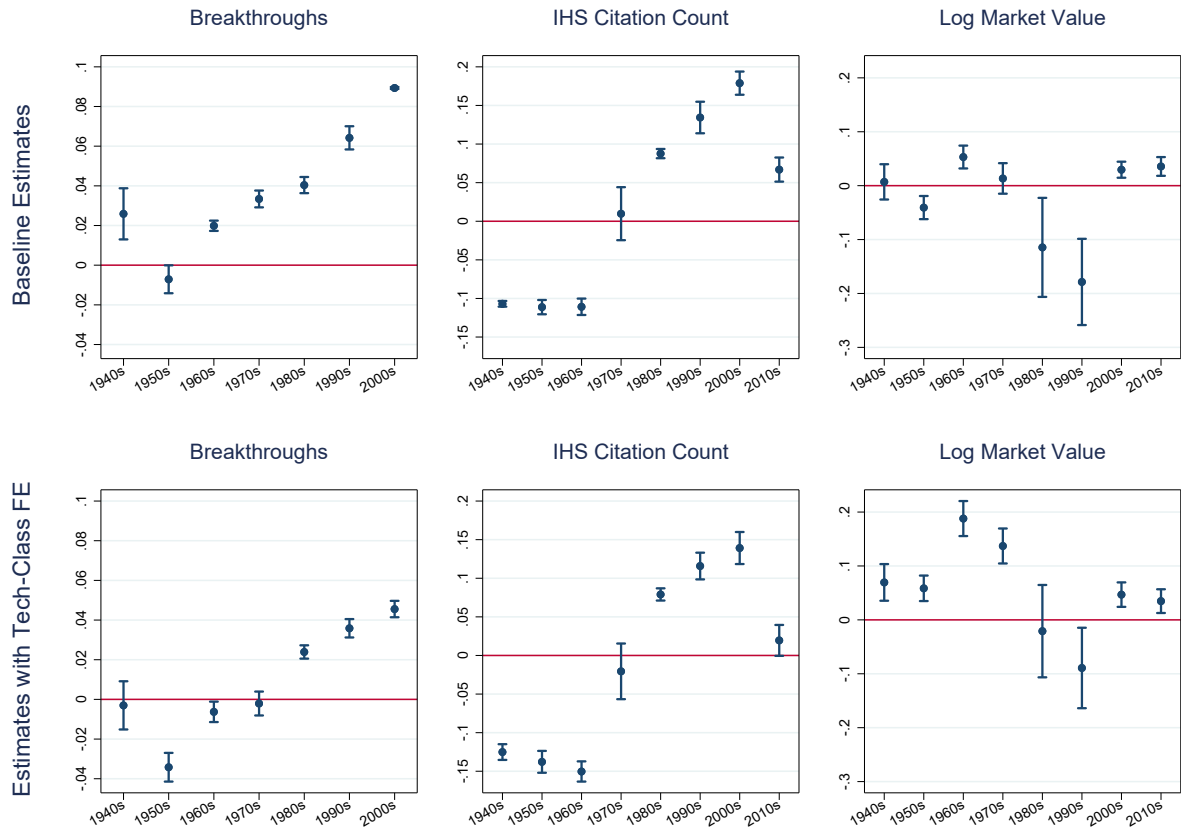 Breakthroughs
IHS Citation Count
Log Market Value
Baseline Estimates
.1
.08
.06
.04
.02
0
-.02
-.04
1940s
1950s
1960s
1970s
1980s
1990s
2000s
.2
.15
.1
.05
0
-.05
-.1
-.15
1940s
1950s
1960s
1970s
1980s
1990s
2000s
2010s
.2
.1
0
-.1
-.2
-.3
1940s
1950s
1960s
1970s
1980s
1990s
2000s
2010s
Breakthroughs
IHS Citation Count
Log Market Value
Estimates with Tech-Class FE
.1
.08
.06
.04
.02
0
-.02
-.04
1940s
1950s
1960s
1970s
1980s
1990s
2000s
.2
.15
.1
.05
0
-.05
-.1
-.15
1940s
1950s
1960s
1970s
1980s
1990s
2000s
2010s
.2
.1
0
-.1
-.2
-.3
1940s
1950s
1960s
1970s
1980s
1990s
2000s
2010s